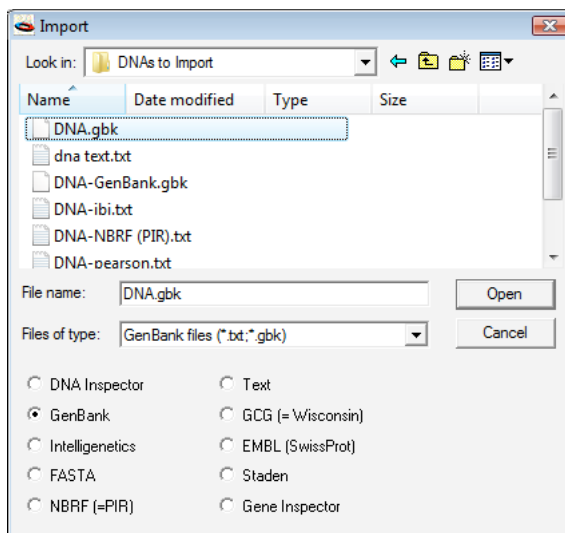 Import
Look in: DNAs to Import
Name Date modified Type Size
DNA.gbk
dna text.txt
DNA-GenBank.gbk
DNA-ibi.txt
DNA-NBRF (PIR).txt
DNA-pearson.txt
File name: DNA.gbk Open
Files of type: GenBank files (*.txt;*.gbk) Cancel
DNA Inspector Text
GenBank GCG (= Wisconsin)
Intelligenetics EMBL (SwissProt)
FASTA Staden
NBRF (=PIR) Gene Inspector